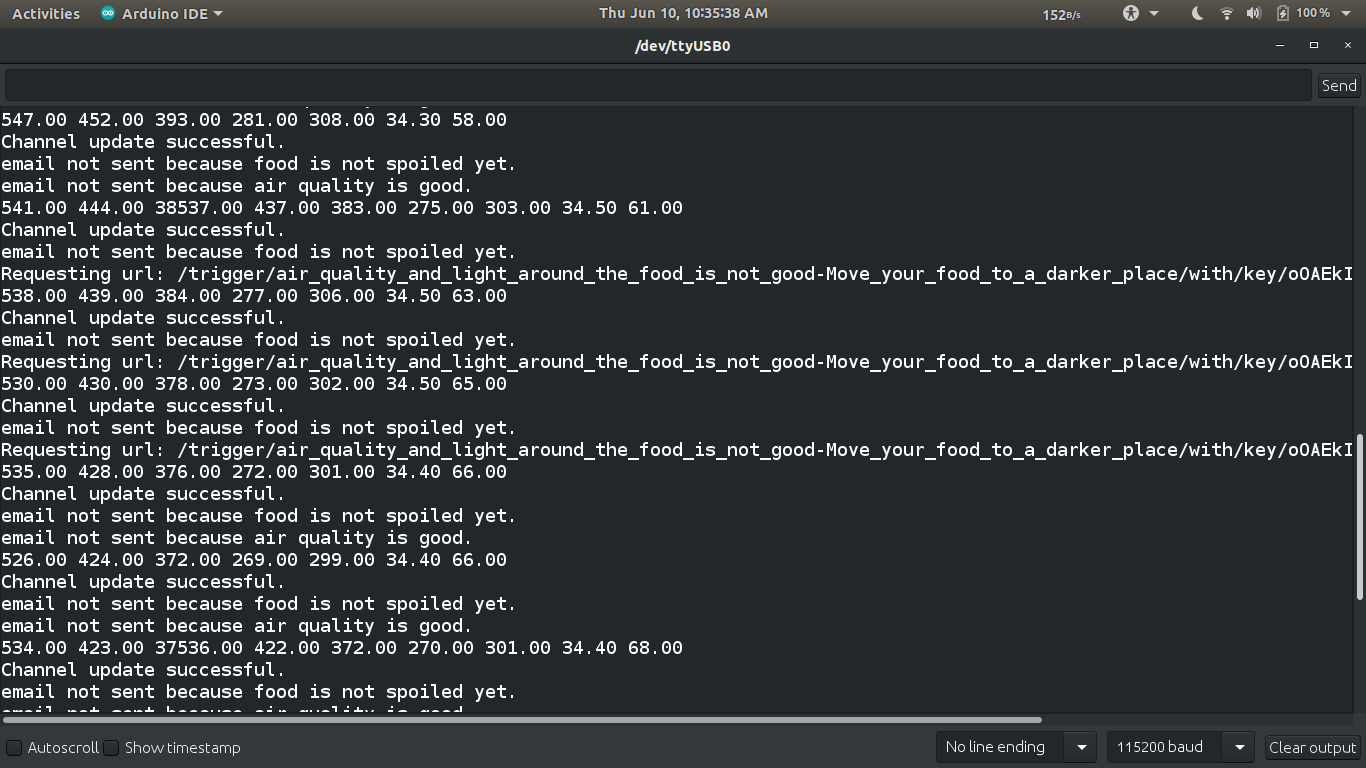 Activities Arduino IDE Thu Jun 10, 10:35:38 AM 152B/s 100 %
/dev/ttyUSB0
Send
547.00 452.00 393.00 281.00 308.00 34.30 58.00
Channel update successful.
email not sent because food is not spoiled yet.
email not sent because air quality is good.
541.00 444.00 38537.00 437.00 383.00 275.00 303.00 34.50 61.00
Channel update successful.
email not sent because food is not spoiled yet.
Requesting url: /trigger/air_quality_and_light_around_the_food_is_not_good-Move_your_food_to_a_darker_place/with/key/oOAEkI
538.00 439.00 384.00 277.00 306.00 34.50 63.00
Channel update successful.
email not sent because food is not spoiled yet.
Requesting url: /trigger/air_quality_and_light_around_the_food_is_not_good-Move_your_food_to_a_darker_place/with/key/oOAEkI
530.00 430.00 378.00 273.00 302.00 34.50 65.00
Channel update successful.
email not sent because food is not spoiled yet.
Requesting url: /trigger/air_quality_and_light_around_the_food_is_not_good-Move_your_food_to_a_darker_place/with/key/oOAEkI
535.00 428.00 376.00 272.00 301.00 34.40 66.00
Channel update successful.
email not sent because food is not spoiled yet.
email not sent because air quality is good.
526.00 424.00 372.00 269.00 299.00 34.40 66.00
Channel update successful.
email not sent because food is not spoiled yet.
email not sent because air quality is good.
534.00 423.00 37536.00 422.00 372.00 270.00 301.00 34.40 68.00
Channel update successful.
email not sent because food is not spoiled yet.
email not sent because air quality is good.
Autoscroll Show timestamp No line ending 115200 baud Clear output